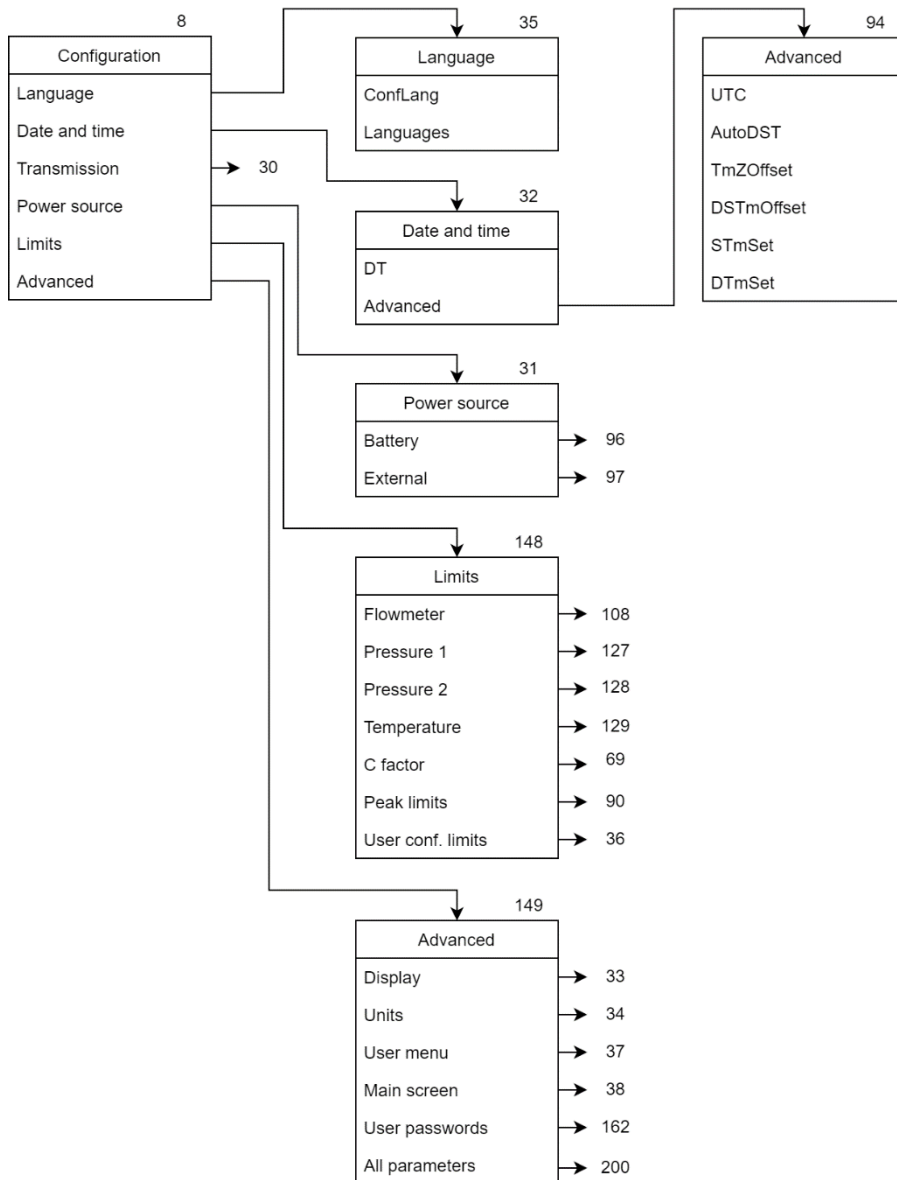 8
Configuration
Language
Date and time
Transmission
30
Power source
Limits
Advanced
35
Language
ConfLang
Languages
94
Advanced
UTC
AutoDST
TmZOffset
DSTmOffset
STmSet
DTmSet
32
Date and time
DT
Advanced
31
Power source
Battery
96
External
97
148
Limits
Flowmeter
108
Pressure 1
127
Pressure 2
128
Temperature
129
C factor
69
Peak limits
90
User conf. limits
36
149
Advanced
Display
33
Units
34
User menu
37
Main screen
38
User passwords
162
All parameters
200